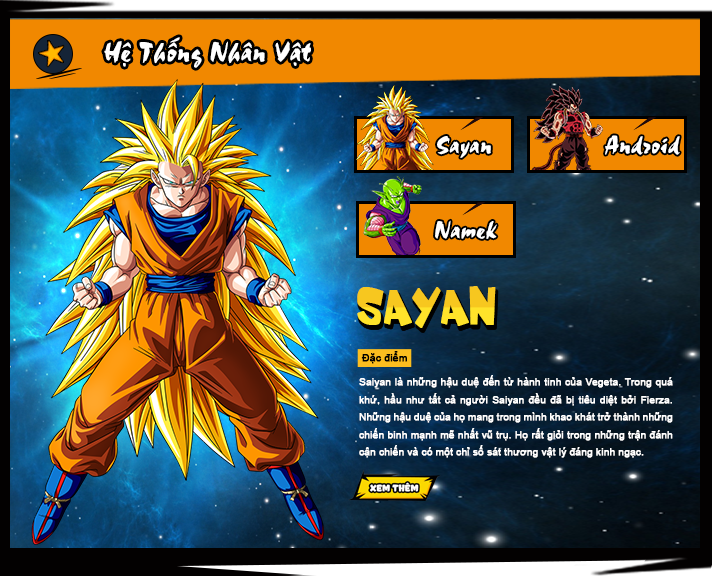 Hệ Thống Nhân Vật
Sayan
Android
Namek
SAYAN
Đặc điểm
Saiyan là những hậu duệ đến từ hành tinh của Vegeta. Trong quá
khứ, hầu như tất cả người Saiyan đều đã bị tiêu diệt bởi Fierza.
Những hậu duệ của họ mang trong mình khao khát trở thành những
chiến binh mạnh mẽ nhất vũ trụ. Họ rất giỏi trong những trận đánh
cận chiến và có một chỉ số sát thương vật lý đáng kinh ngạc.
XEM THÊM